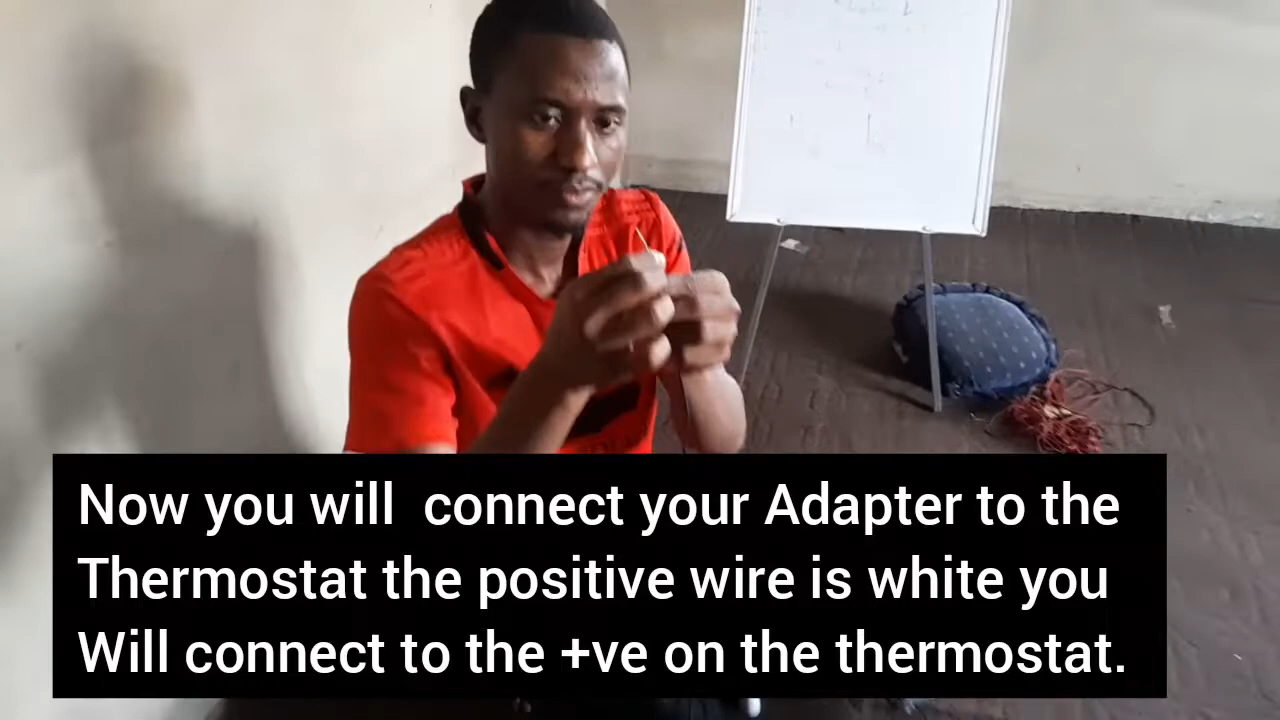 Now you will  connect your Adapter to the
Thermostat the positive wire is white you
Will connect to the +ve on the thermostat.